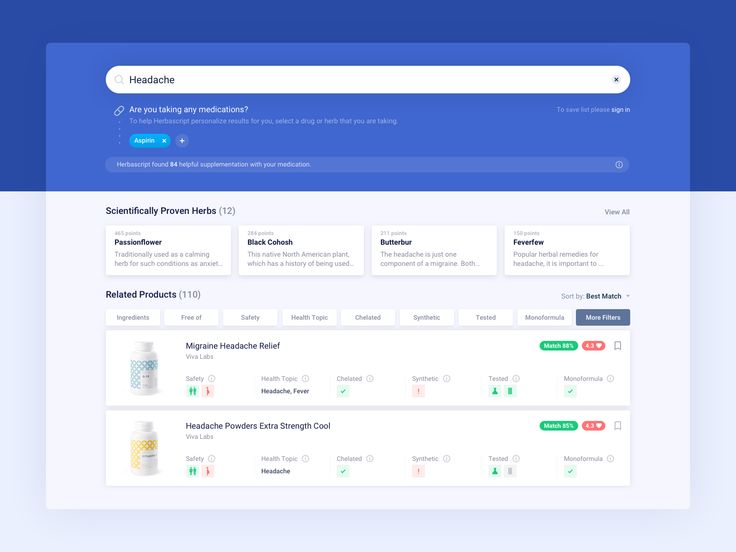 Headache
Are you taking any medications?
To save list please sign in
To help Herbascript personalize results for you, select a drug or herb that you are taking.
Aspirin × +
Herbascript found 84 helpful supplementation with your medication.
Scientifically Proven Herbs (12)
View All
465 points
Passionflower
Traditionally used as a calming
herb for such conditions as anxiet...
284 points
Black Cohosh
This native North American plant,
which has a history of being used...
211 points
Butterbur
The headache is just one
component of a migraine. Both...
150 points
Feverfew
Popular herbal remedies for
headache, it is important to ...
Related Products (110)
Sort by: Best Match
Ingredients
Free of
Safety
Health Topic
Chelated
Synthetic
Tested
Monoformula
More Filters
Migraine Headache Relief
Match 88%
4.3
Viva Labs
Safety
Health Topic
Chelated
Synthetic
Tested
Monoformula
Headache, Fever
Headache Powders Extra Strength Cool
Match 85%
4.3
Viva Labs
Safety
Health Topic
Chelated
Synthetic
Tested
Monoformula
Headache